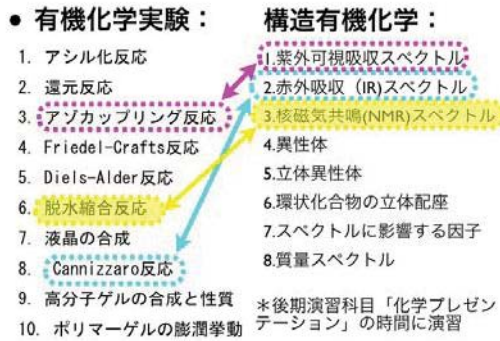 ● 有機化学実験：
1. アシル化反応
2. 還元反応
3. アゾカップリング反応
4. Friedel-Crafts反応
5. Diels-Alder反応
6. 脱水縮合反応
7. 液晶の合成
8. Cannizzaro反応
9. 高分子ゲルの合成と性質
10. ポリマーゲルの膨潤挙動
構造有機化学：
1.紫外可視吸収スペクトル
2.赤外吸収（IR)スペクトル
3.核磁気共鳴(NMR)スペクトル
4.異性体
5.立体異性体
6.環状化合物の立体配座
7.スペクトルに影響する因子
8.質量スペクトル
＊後期演習科目「化学プレゼン
テーション」の時間に演習